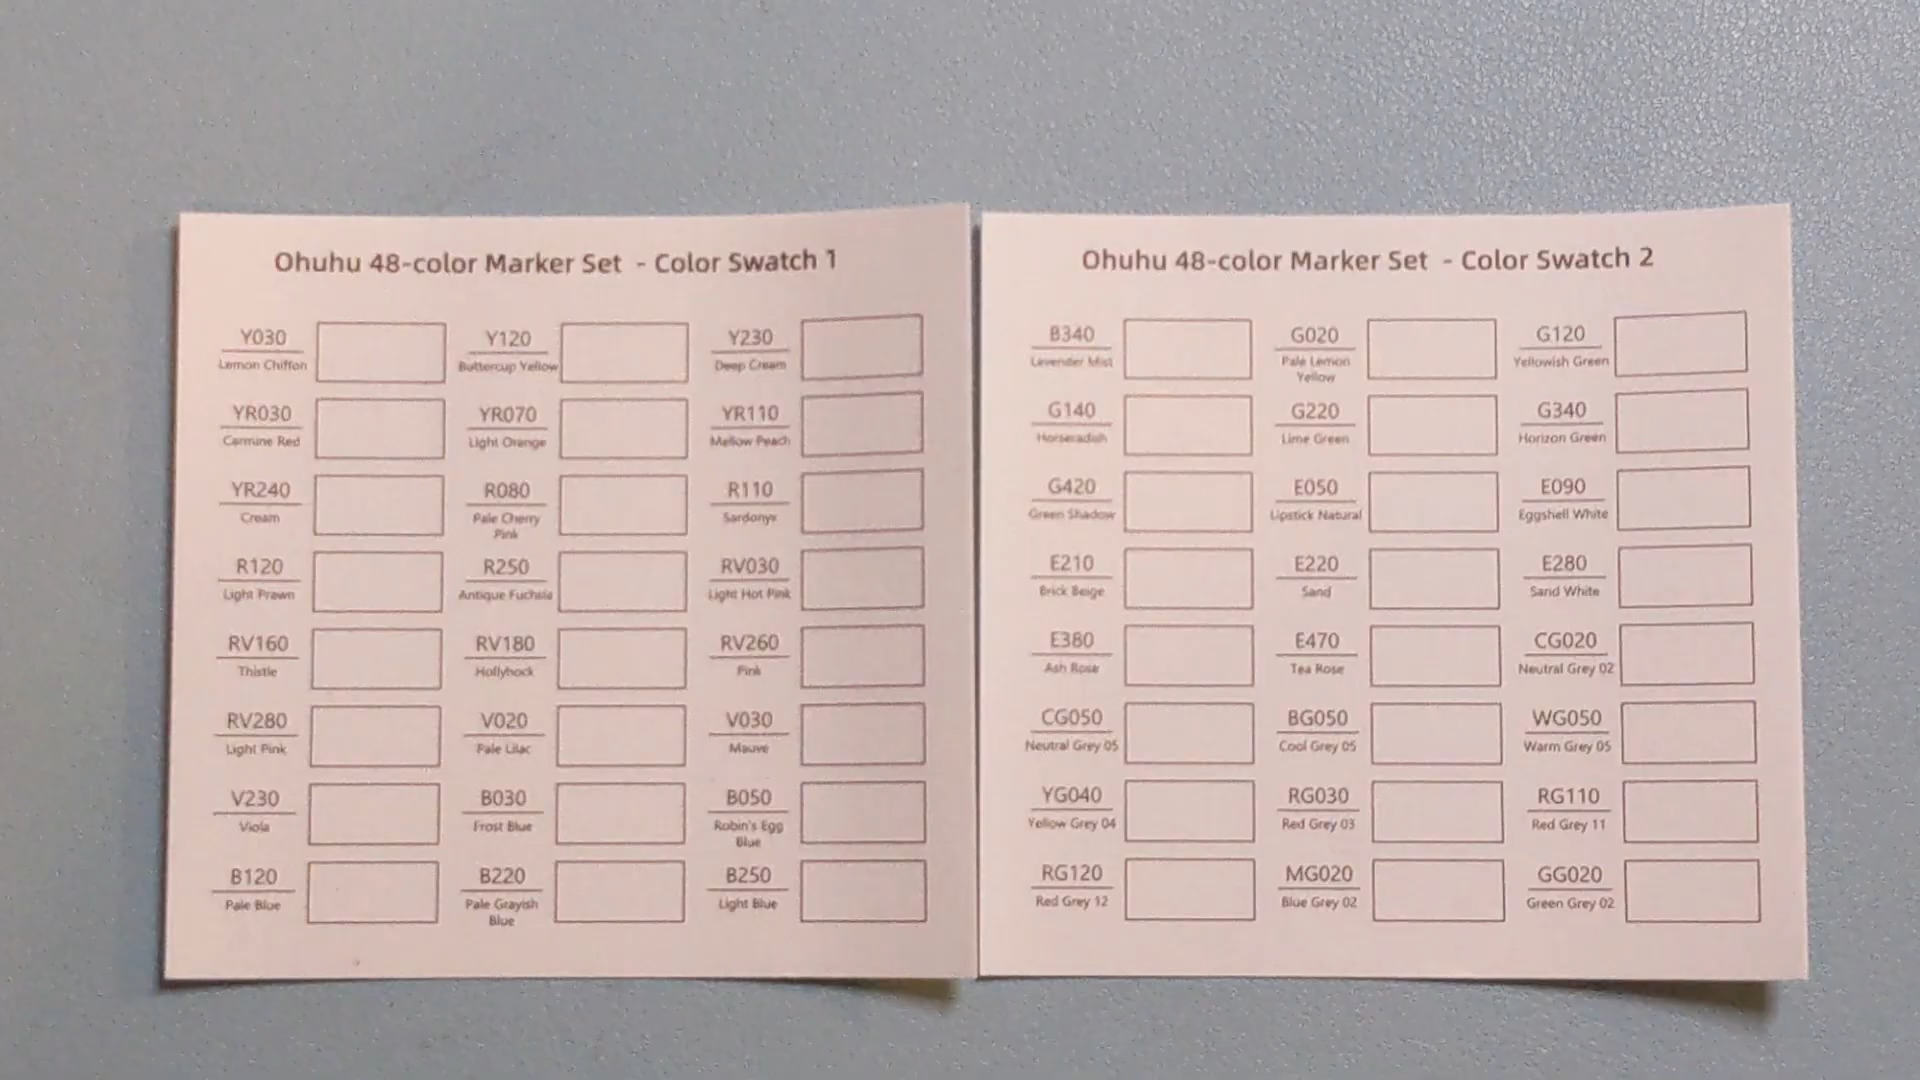 Ohuhu 48-color Marker Set - Color Swatch 1
Y030 Y120 Y230
Lemon Chiffon Buttercup Yellow Deep Cream
YR030 YR070 YR110
Carmine Red Light Orange Mellow Peach
YR240 R080 R110
Cream Pale Cherry Sardonyx
Pink
R120 R250 RV030
Light Prawn Antique Fuchsia Light Hot Pink
RV160 RV180 RV260
Thistle Hollyhock Pink
RV280 V020 V030
Light Pink Pale Lilac Mauve
V230 B030 B050
Viola Frost Blue Robin's Egg
Blue
B120 B220 B250
Pale Blue Pale Grayish Light Blue
Blue
Ohuhu 48-color Marker Set - Color Swatch 2
B340 G020 G120
Lavender Mist Pale Lemon Yellowish Green
Yellow
G140 G220 G340
Horseradish Lime Green Horizon Green
G420 E050 E090
Green Shadow Lipstick Natural Eggshell White
E210 E220 E280
Brick Beige Sand Sand White
E380 E470 CG020
Ash Rose Tea Rose Neutral Grey 02
CG050 BG050 WG050
Neutral Grey 05 Cool Grey 05 Warm Grey 05
YG040 RG030 RG110
Yellow Grey 04 Red Grey 03 Red Grey 11
RG120 MG020 GG020
Red Grey 12 Blue Grey 02 Green Grey 02